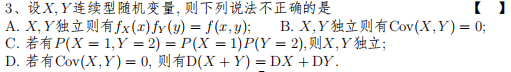 3、设X, Y连续型随机变量, 则下列说法不正确的是 【 】
A. X, Y独立则有f_X(x)f_Y(y) = f(x, y); B. X, Y独立有Cov(X, Y) = 0;
C. 若有P(X = 1, Y = 2) = P(X = 1)P(Y = 2),则X, Y独立;
D. 若有Cov(X, Y) = 0, 则有D(X + Y) = DX + DY.